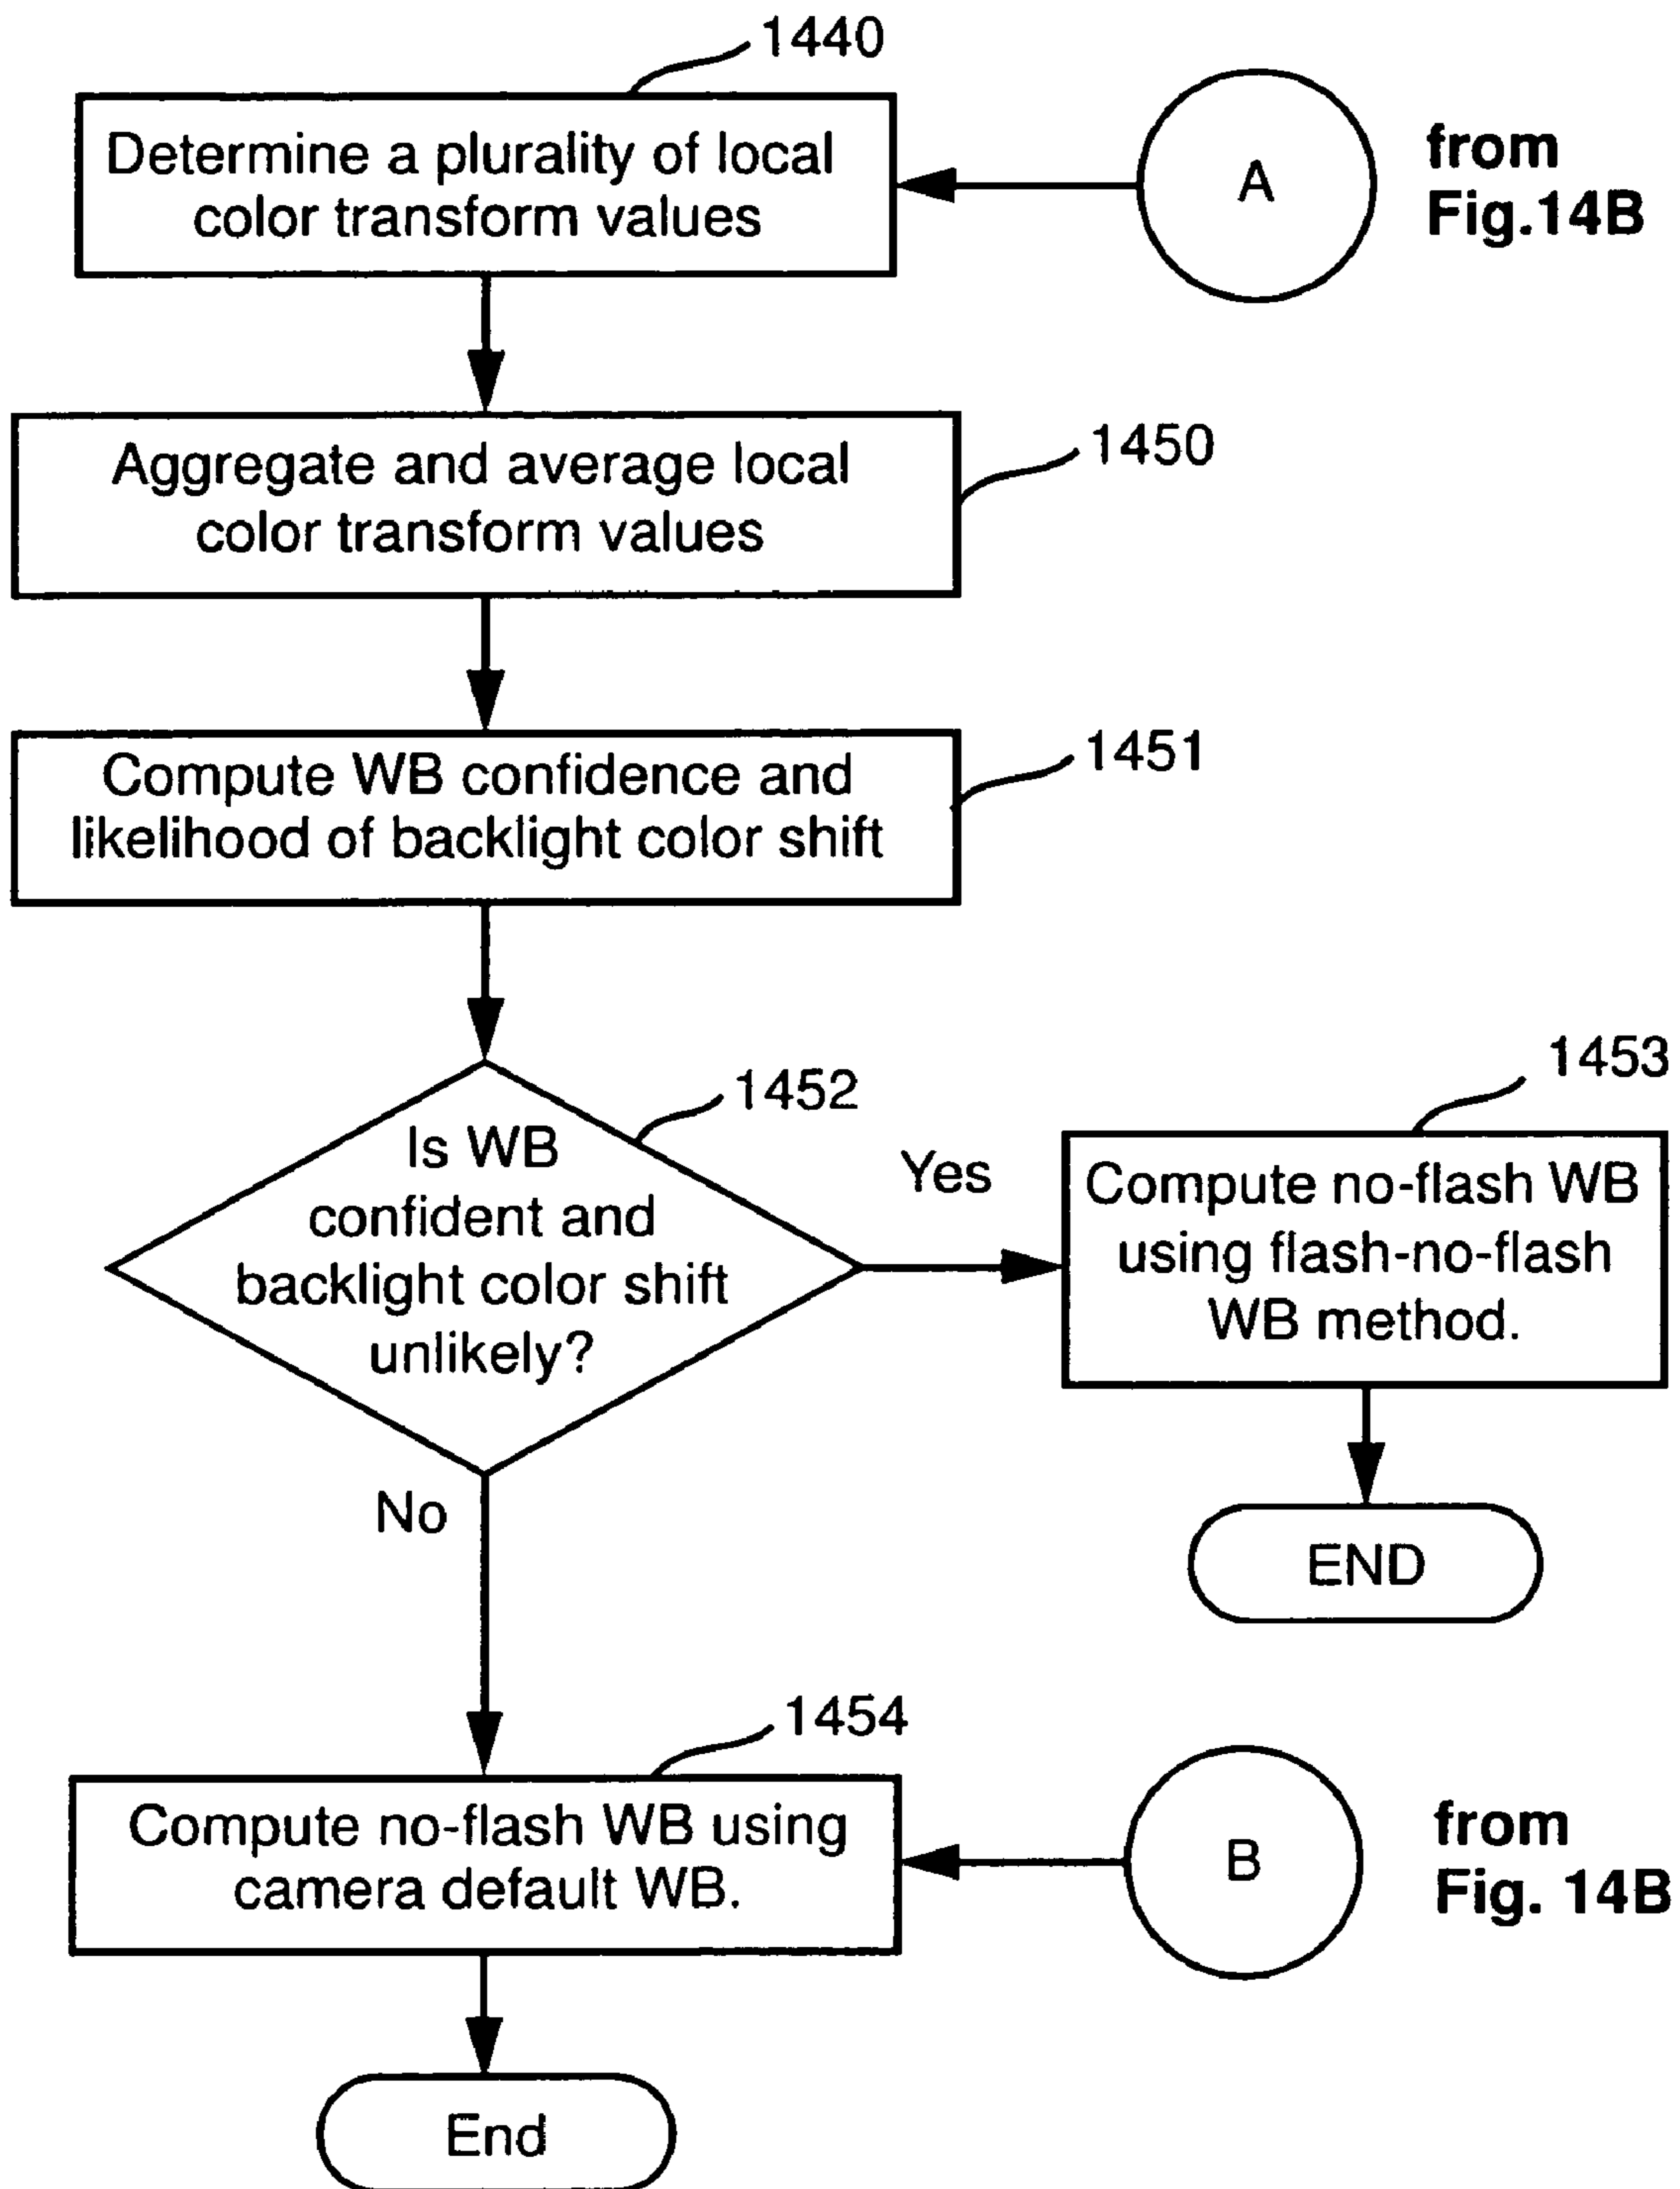 1440
Determine a plurality of local
color transform values
A
from
Fig.14B
Aggregate and average local
color transform values
1450
Compute WB confidence and
likelihood of backlight color shift
1451
1452
Is WB
confident and
backlight color shift
unlikely?
Yes
No
1453
Compute no-flash WB
using flash-no-flash
WB method.
END
1454
Compute no-flash WB using
camera default WB.
B
from
Fig. 14B
End